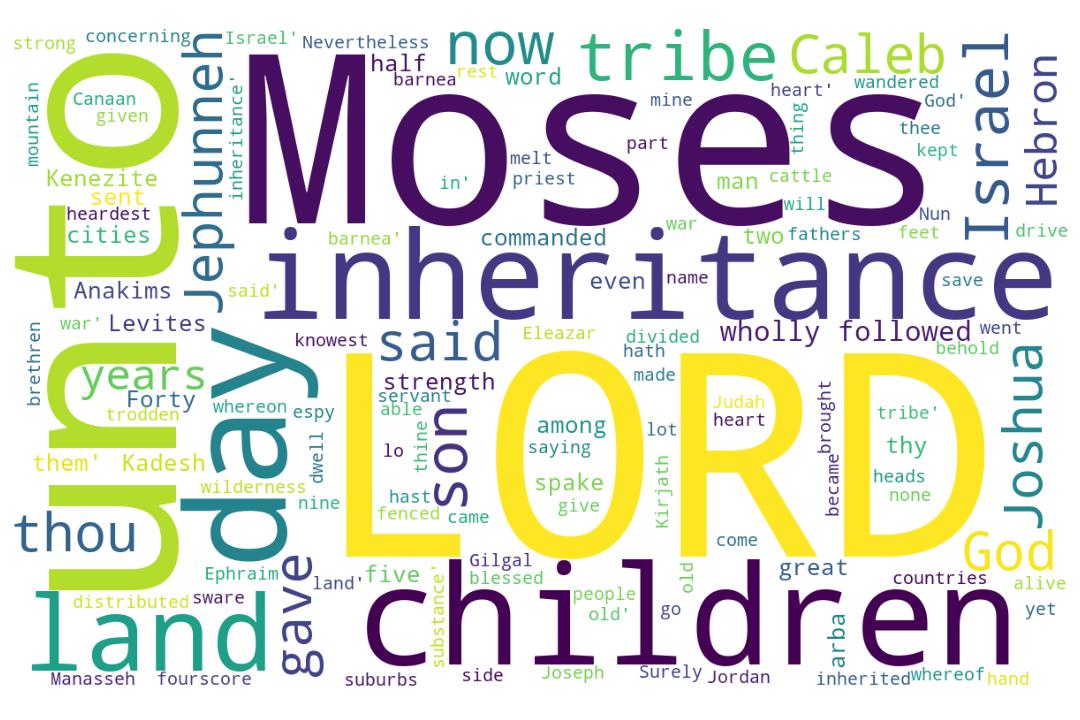 strong
concerning
Israel'
Nevertheless
now
tribe
Caleb
Israel
Hebron
unto
Jephunneh
Moses
half
barnea
rest
word
mountain
Canaan
given
inheritance'
mine
heart'
wandered
God'
thing
thee
kept
part
melt
priest
in'
man
cattle
will
Nun
feet
drive
Kenezite
sent
heardest
cities
barnea'
commanded
war
two
fathers
inheritance
Anakims
said'
even
name
save
war'
Levites
knowest
said
Eleazar
divided
wholly
followed
went
hath
behold
brethren
years
Forty
day
strength
made
Joshua
trodden
whereon
espy
servant
able
son
LORD
Judah
heart
brought
tribe'
among
lot
lo
thine
saying
thy
them'
Kadesh
dwell
wilderness
nine
hast
fenced
came
spake
give
Kirjath
became
heads
none
thou
come
God
Ephraim
gave
land'
five
Gilgal
blessed
old
great
countries
alive
land
distributed
sware
substance'
children
people
old'
go
arba
yet
Manasseh
fourscore
suburbs
side
Joseph
Surely
Jordan
inherited
whereof
hand